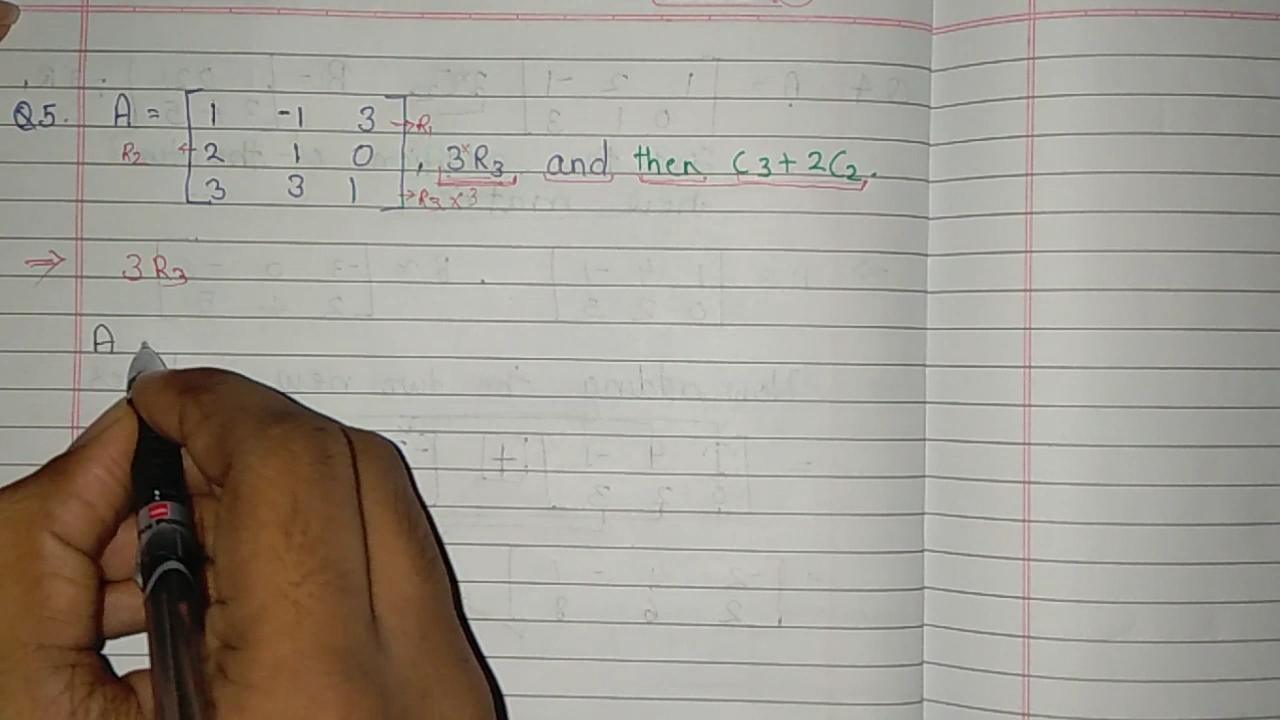 Q5. A = 1 -1 3 → R1
R2 ← 2 1 0 , 3×R3 and then C3 + 2C2.
3 3 1 → R3 × 3
⇒ 3R3
A